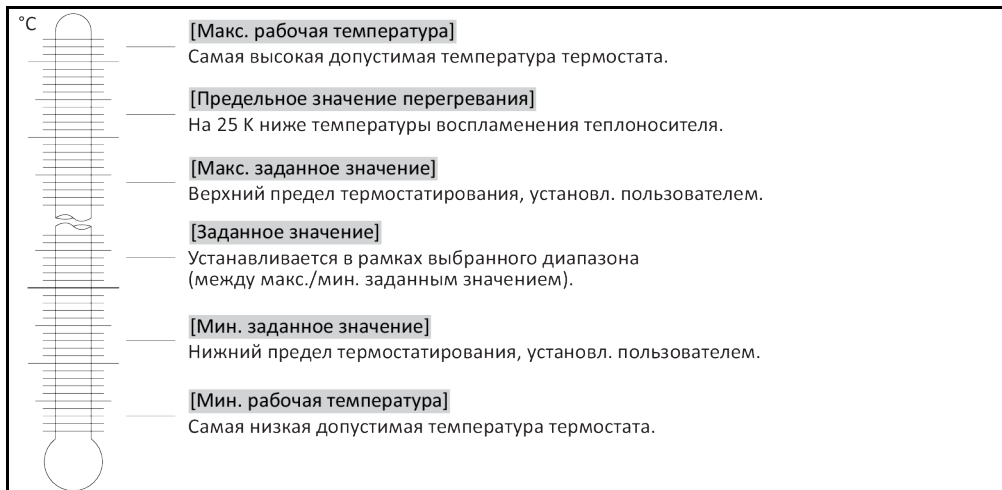 °C
[Макс. рабочая температура]
Самая высокая допустимая температура термостата.
[Предельное значение перегревания]
На 25 K ниже температуры воспламенения теплоносителя.
[Макс. заданное значение]
Верхний предел термостатирования, установл. пользователем.
[Заданное значение]
Устанавливается в рамках выбранного диапазона
(между макс./мин. заданным значением).
[Мин. заданное значение]
Нижний предел термостатирования, установл. пользователем.
[Мин. рабочая температура]
Самая низкая допустимая температура термостата.